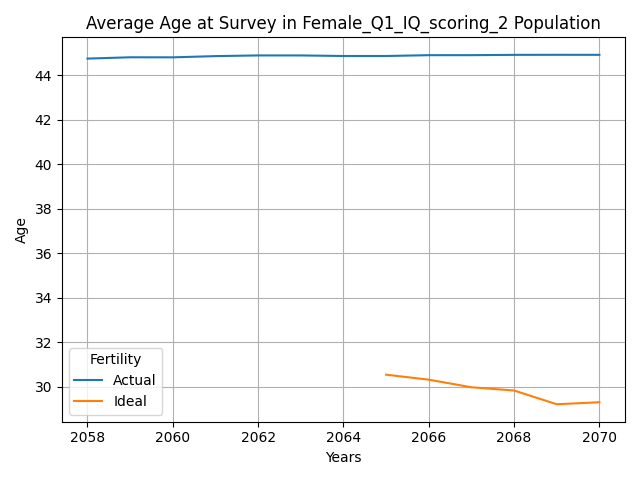 Average Age at Survey in Female_Q1_IQ_scoring_2 Population
44
42
40
38
36
34
32
30
Age
Fertility
Actual
Ideal
2058
2060
2062
2064
2066
2068
2070
Years